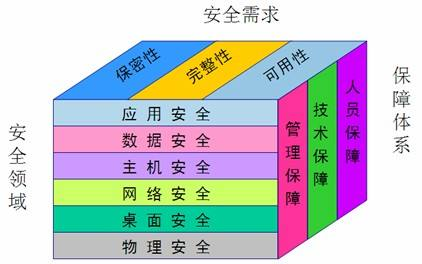 安全需求
保密性
完整性
可用性
安全领域
应用安全
数据安全
主机安全
网络安全
桌面安全
物理安全
管理保障
技术保障
人员保障
保障体系